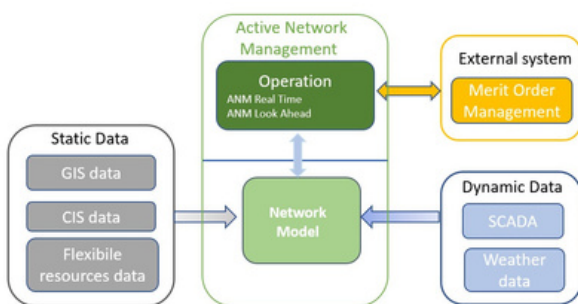 Active Network
Management
Operation
ANM Real Time
ANM Look Ahead
External system
Merit Order
Management
Static Data
GIS data
CIS data
Flexibile
resources data
Network
Model
Dynamic Data
SCADA
Weather
data